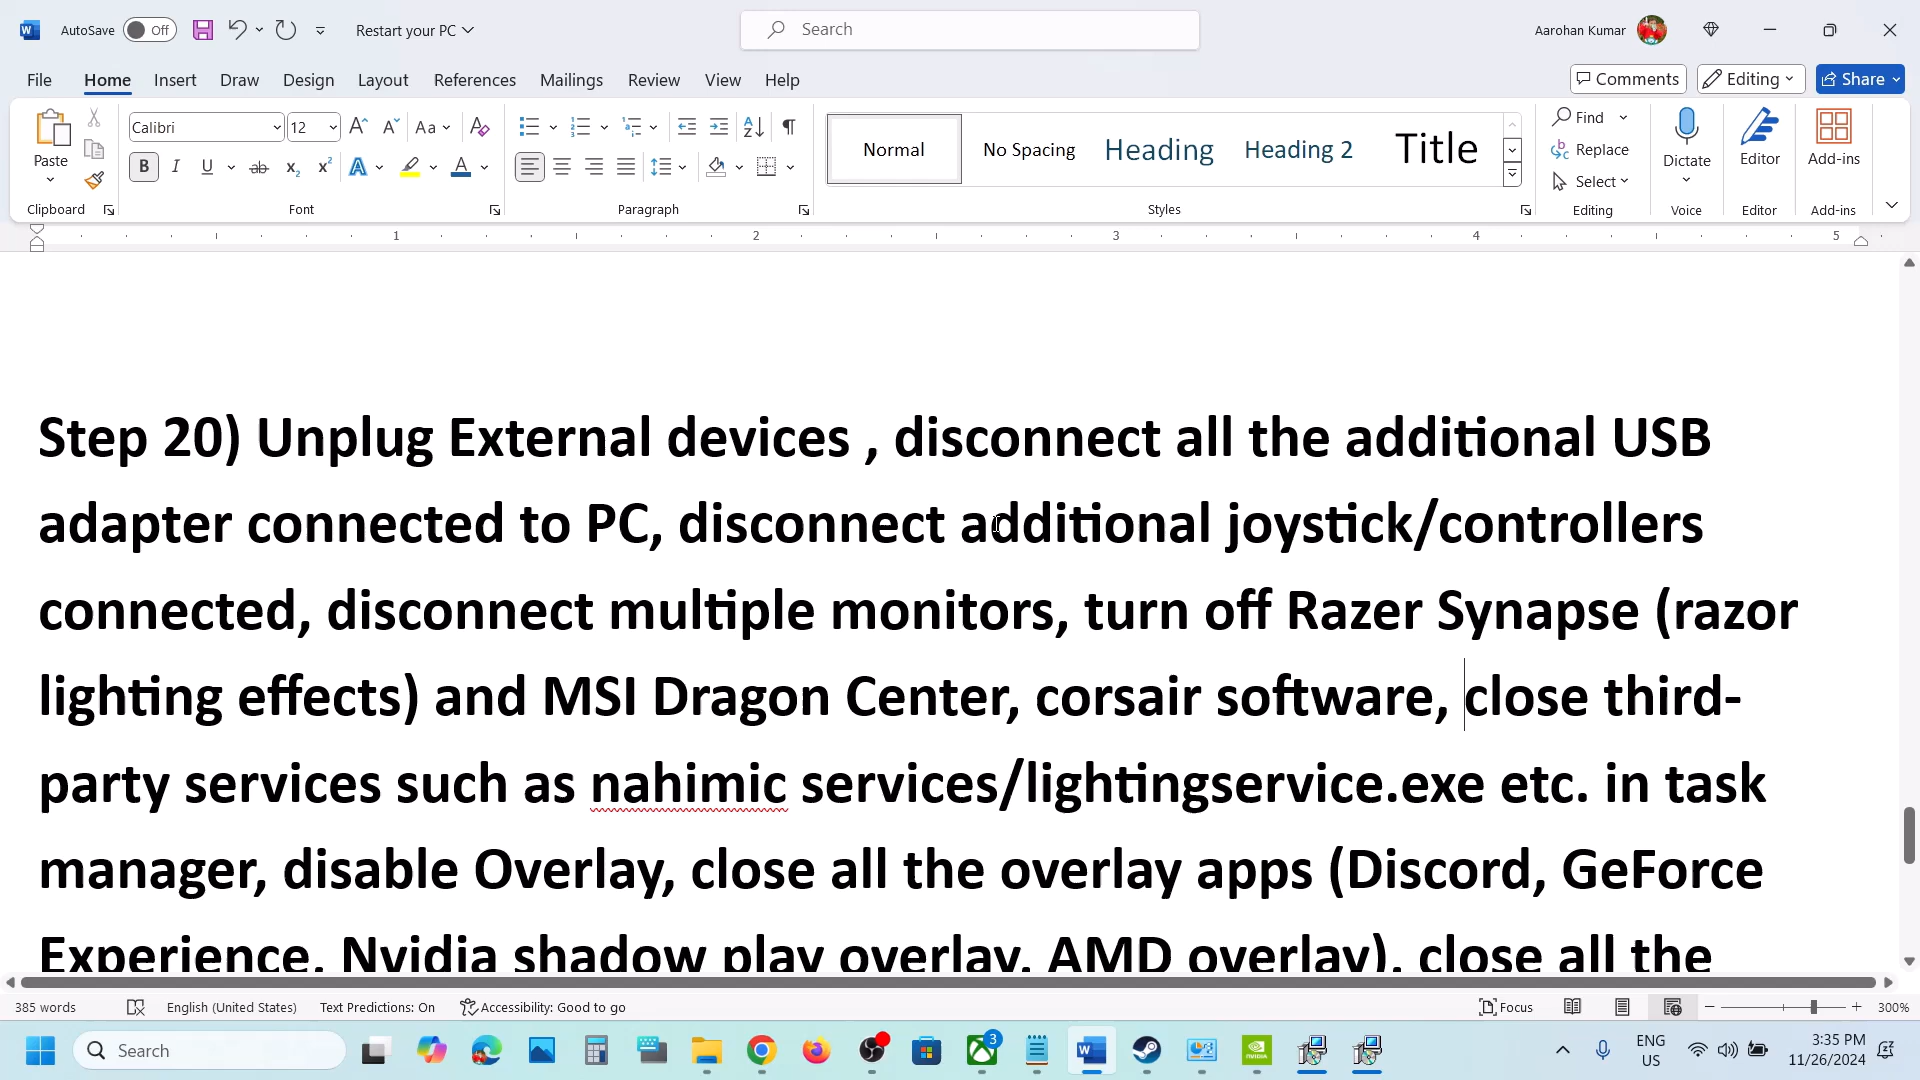 AutoSave Off Restart your PC Search Aarohan Kumar
File Home Insert Draw Design Layout References Mailings Review View Help Comments Editing Share
Paste Calibri 12 Aa Normal No Spacing Heading Heading 2 Title Find Replace Select Dictate Editor Add-ins
B I U ab x₂ x² A A
Clipboard Font Paragraph Styles Editing Voice Editor Add-ins
1 2 3 4 5
Step 20) Unplug External devices , disconnect all the additional USB
adapter connected to PC, disconnect additional joystick/controllers
connected, disconnect multiple monitors, turn off Razer Synapse (razor
lighting effects) and MSI Dragon Center, corsair software, close third-
party services such as nahimic services/lightingservice.exe etc. in task
manager, disable Overlay, close all the overlay apps (Discord, GeForce
Experience, Nvidia shadow play overlay, AMD overlay), close all the
385 words English (United States) Text Predictions: On Accessibility: Good to go Focus 300%
Search 3 ENG US 3:35 PM 11/26/2024